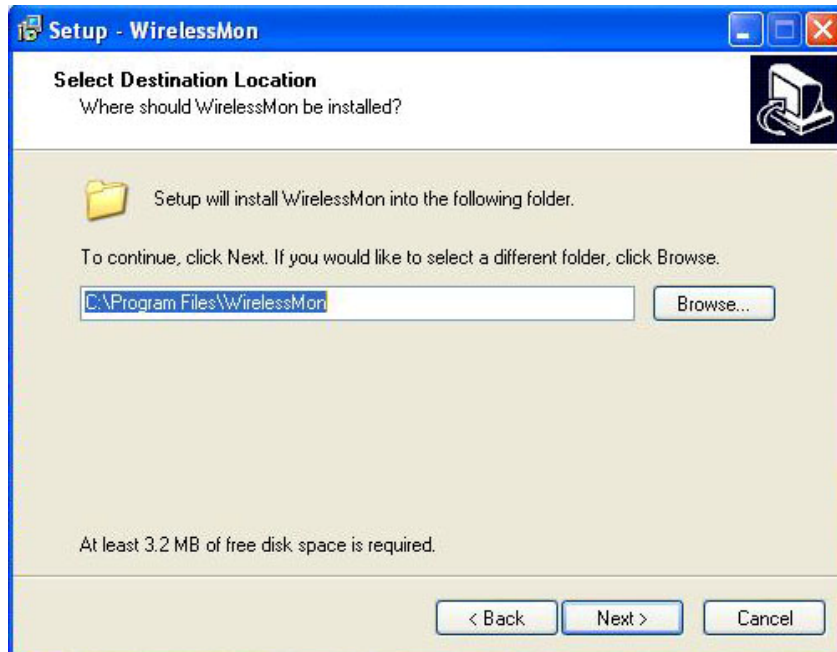 Setup - WirelessMon
Select Destination Location
Where should WirelessMon be installed?
Setup will install WirelessMon into the following folder.
To continue, click Next. If you would like to select a different folder, click Browse.
C:\Program Files\WirelessMon
Browse...
At least 3.2 MB of free disk space is required.
< Back
Next >
Cancel